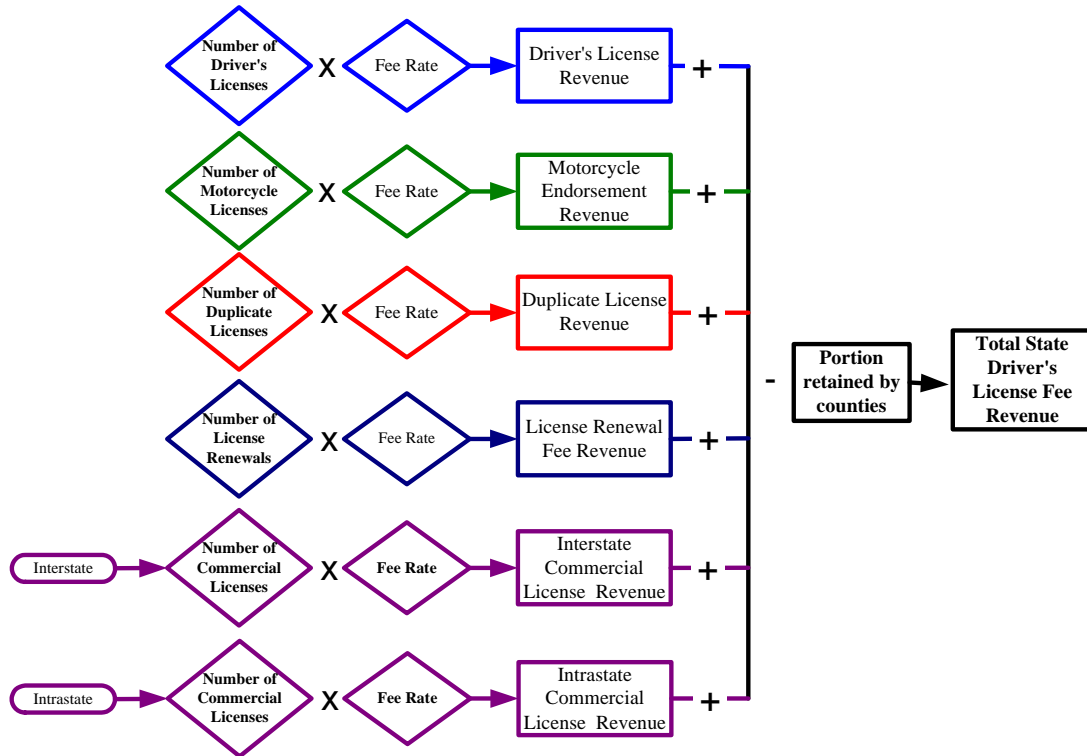 Number of
Driver's
Licenses
X
Fee Rate
Driver's License
Revenue
+
Number of
Motorcycle
Licenses
X
Fee Rate
Motorcycle
Endorsement
Revenue
+
Number of
Duplicate
Licenses
X
Fee Rate
Duplicate License
Revenue
+
Number of
License
Renewals
X
Fee Rate
License Renewal
Fee Revenue
+
Interstate
Number of
Commercial
Licenses
X
Fee Rate
Interstate
Commercial
License Revenue
+
Intrastate
Number of
Commercial
Licenses
X
Fee Rate
Intrastate
Commercial
License Revenue
+
-
Portion
retained by
counties
Total State
Driver's
License Fee
Revenue